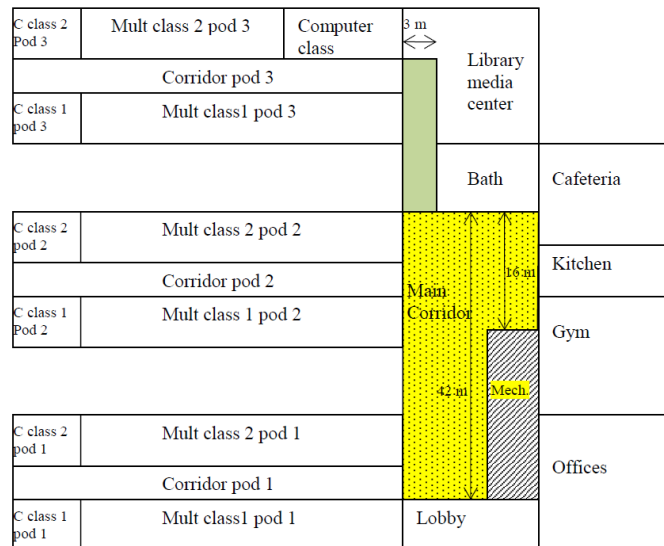 C class 2
Pod 3
Mult class 2 pod 3
Computer
class
3 m
Library
media
center
Corridor pod 3
C class 1
pod 3
Mult class1 pod 3
Bath
Cafeteria
C class 2
pod 2
Mult class 2 pod 2
Kitchen
16 m
Corridor pod 2
Main
Corridor
C class 1
Pod 2
Mult class 1 pod 2
Gym
42 m
Mech.
C class 2
pod 1
Mult class 2 pod 1
Offices
Corridor pod 1
C class 1
pod 1
Mult class1 pod 1
Lobby